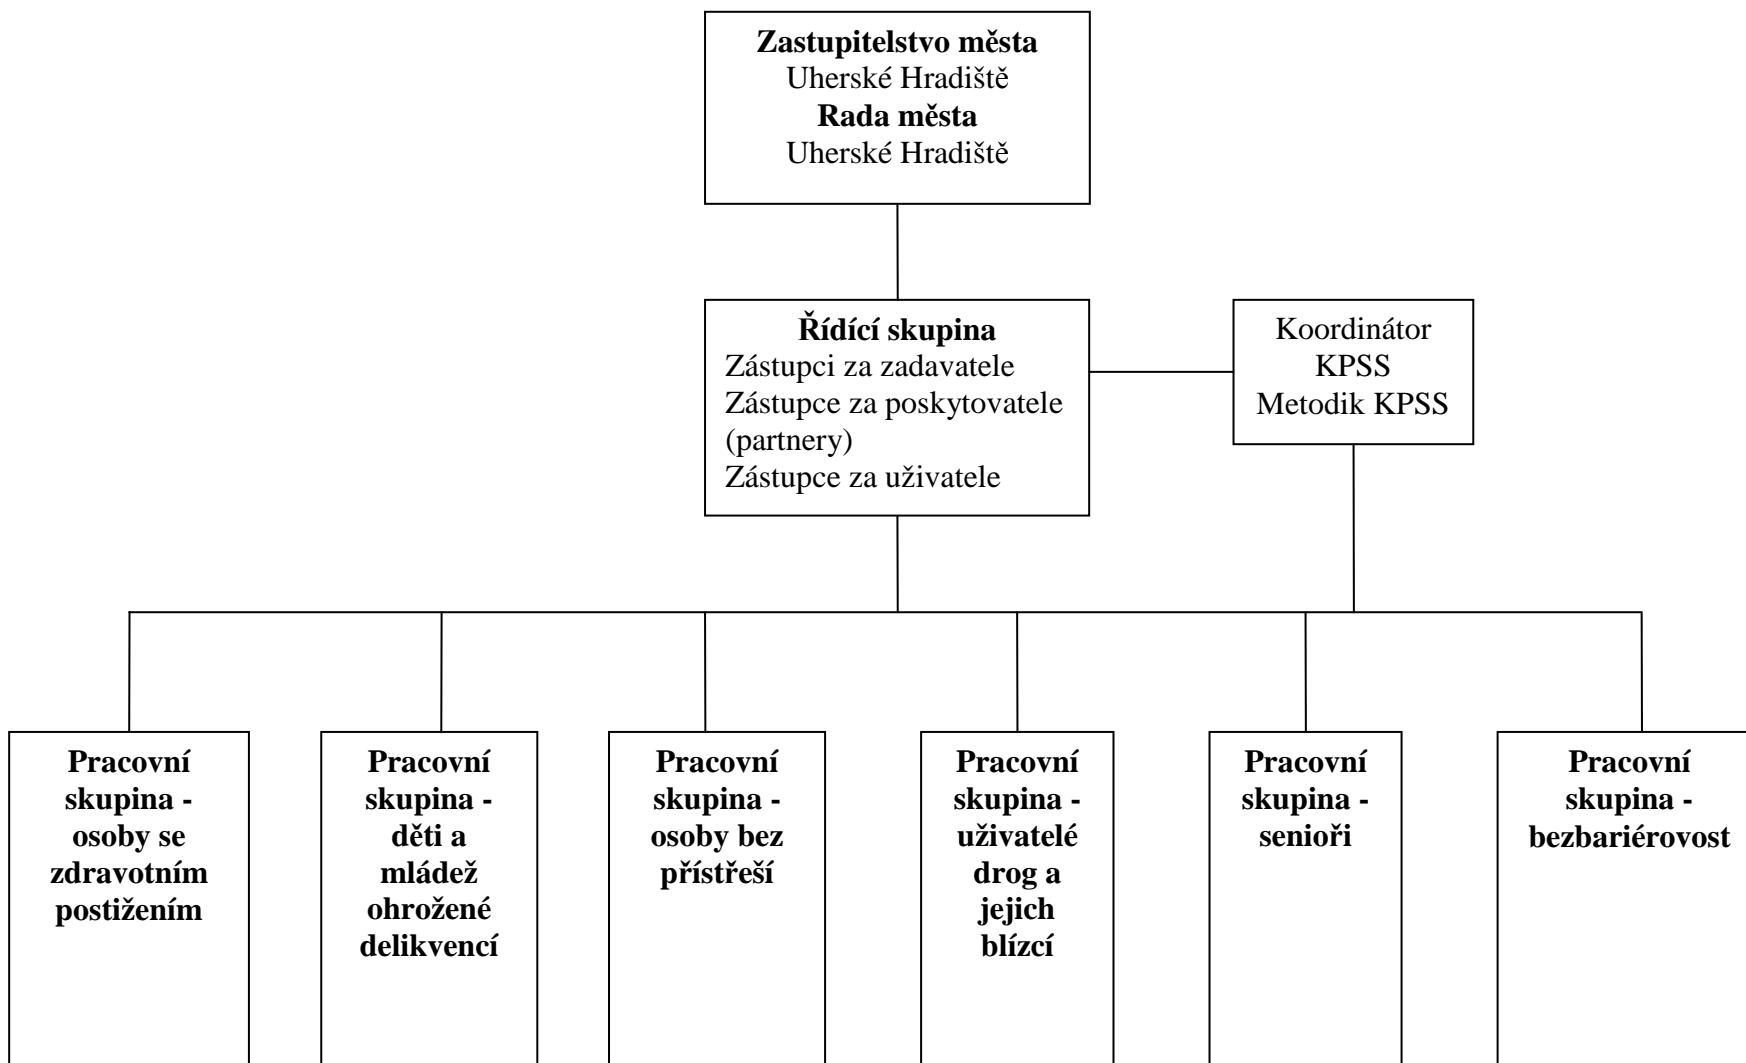 Zastupitelstvo města
Uherské Hradiště
Rada města
Uherské Hradiště
Řídící skupina
Zástupci za zadavatele
Zástupce za poskytovatele
(partnery)
Zástupce za uživatele
Koordinátor
KPSS
Metodik KPSS
Pracovní
skupina -
osoby se
zdravotním
postižením
Pracovní
skupina -
děti a
mládež
ohrožené
delikvencí
Pracovní
skupina -
osoby bez
přístřeší
Pracovní
skupina -
uživatelé
drog a
jejich
blízcí
Pracovní
skupina -
senioři
Pracovní
skupina -
bezbariérovost